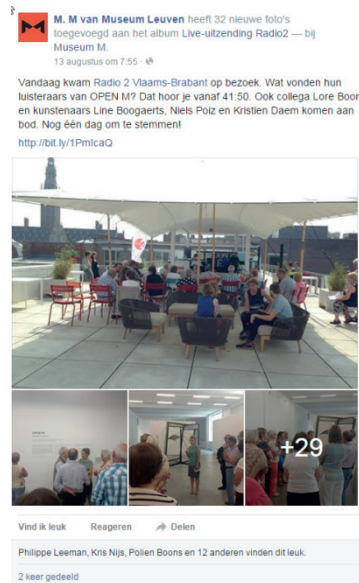 M. M van Museum Leuven heeft 32 nieuwe foto's
toegevoegd aan het album Live-uitzending Radio2 — bij
Museum M.
13 augustus om 7:55 ·
Vandaag kwam Radio 2 Vlaams-Brabant op bezoek. Wat vonden hun
luisteraars van OPEN M? Dat hoor je vanaf 41:50. Ook collega Lore Boon
en kunstenaars Line Boogaerts, Niels Poiz en Kristien Daem komen aan
bod. Nog één dag om te stemmen!
http://bit.ly/1PmIcaQ
+29
Vind ik leuk Reageren Delen
Philippe Leeman, Kris Nijs, Polien Boons en 12 anderen vinden dit leuk.
2 keer gedeeld